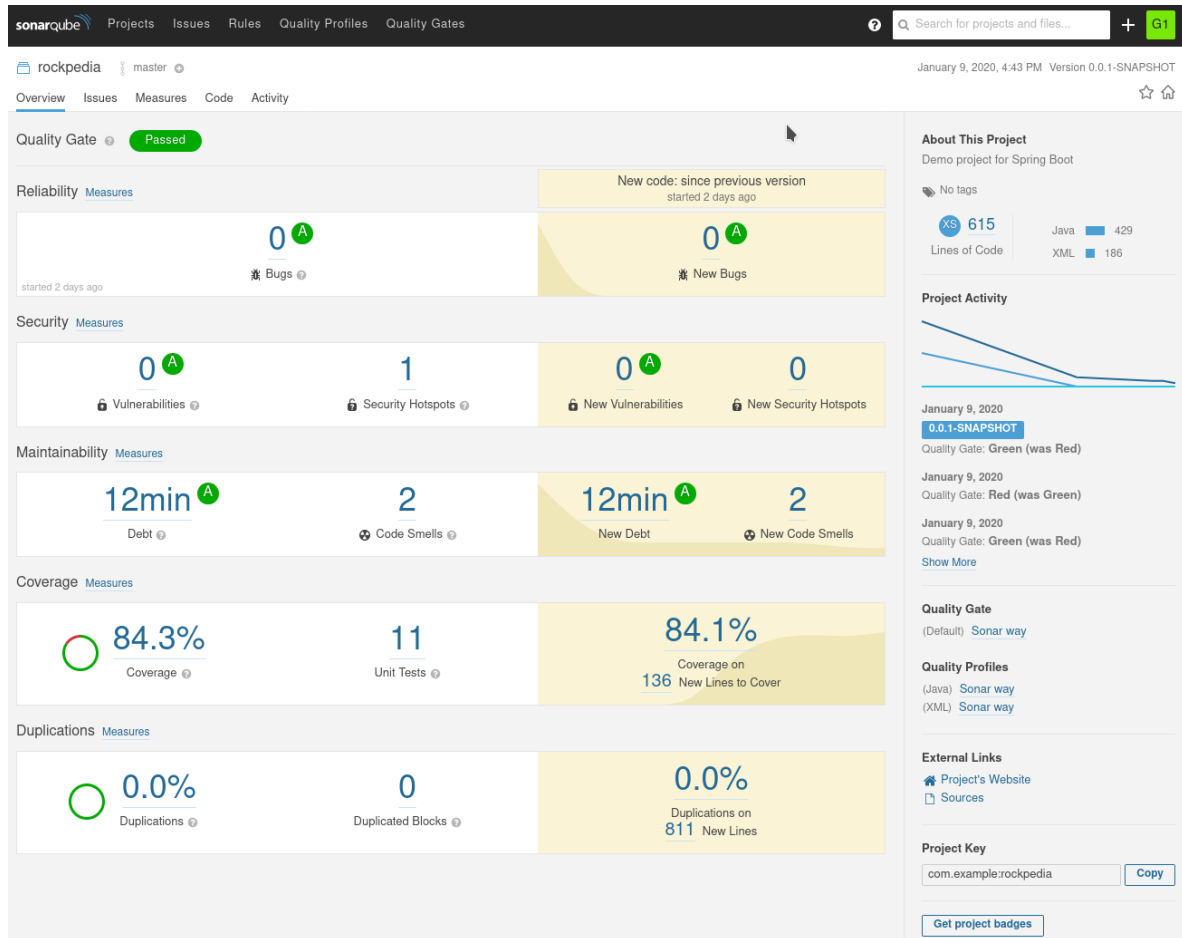 sonarqube Projects Issues Rules Quality Profiles Quality Gates ? Search for projects and files... + G1
rockpedia master January 9, 2020, 4:43 PM Version 0.0.1-SNAPSHOT
Overview Issues Measures Code Activity
Quality Gate ? Passed
Reliability Measures
New code: since previous version
started 2 days ago
0 A
Bugs ?
started 2 days ago
0 A
New Bugs
Security Measures
0 A
Vulnerabilities ?
1
Security Hotspots ?
0 A
New Vulnerabilities
0
New Security Hotspots
Maintainability Measures
12min A
Debt ?
2
Code Smells ?
12min A
New Debt
2
New Code Smells
Coverage Measures
84.3%
Coverage ?
11
Unit Tests ?
84.1%
Coverage on
136 New Lines to Cover
Duplications Measures
0.0%
Duplications ?
0
Duplicated Blocks ?
0.0%
Duplications on
811 New Lines
About This Project
Demo project for Spring Boot
No tags
XS 615
Lines of Code
Java 429
XML 186
Project Activity
January 9, 2020
0.0.1-SNAPSHOT
Quality Gate: Green (was Red)
January 9, 2020
Quality Gate: Red (was Green)
January 9, 2020
Quality Gate: Green (was Red)
Show More
Quality Gate
(Default) Sonar way
Quality Profiles
(Java) Sonar way
(XML) Sonar way
External Links
Project's Website
Sources
Project Key
com.example:rockpedia Copy
Get project badges